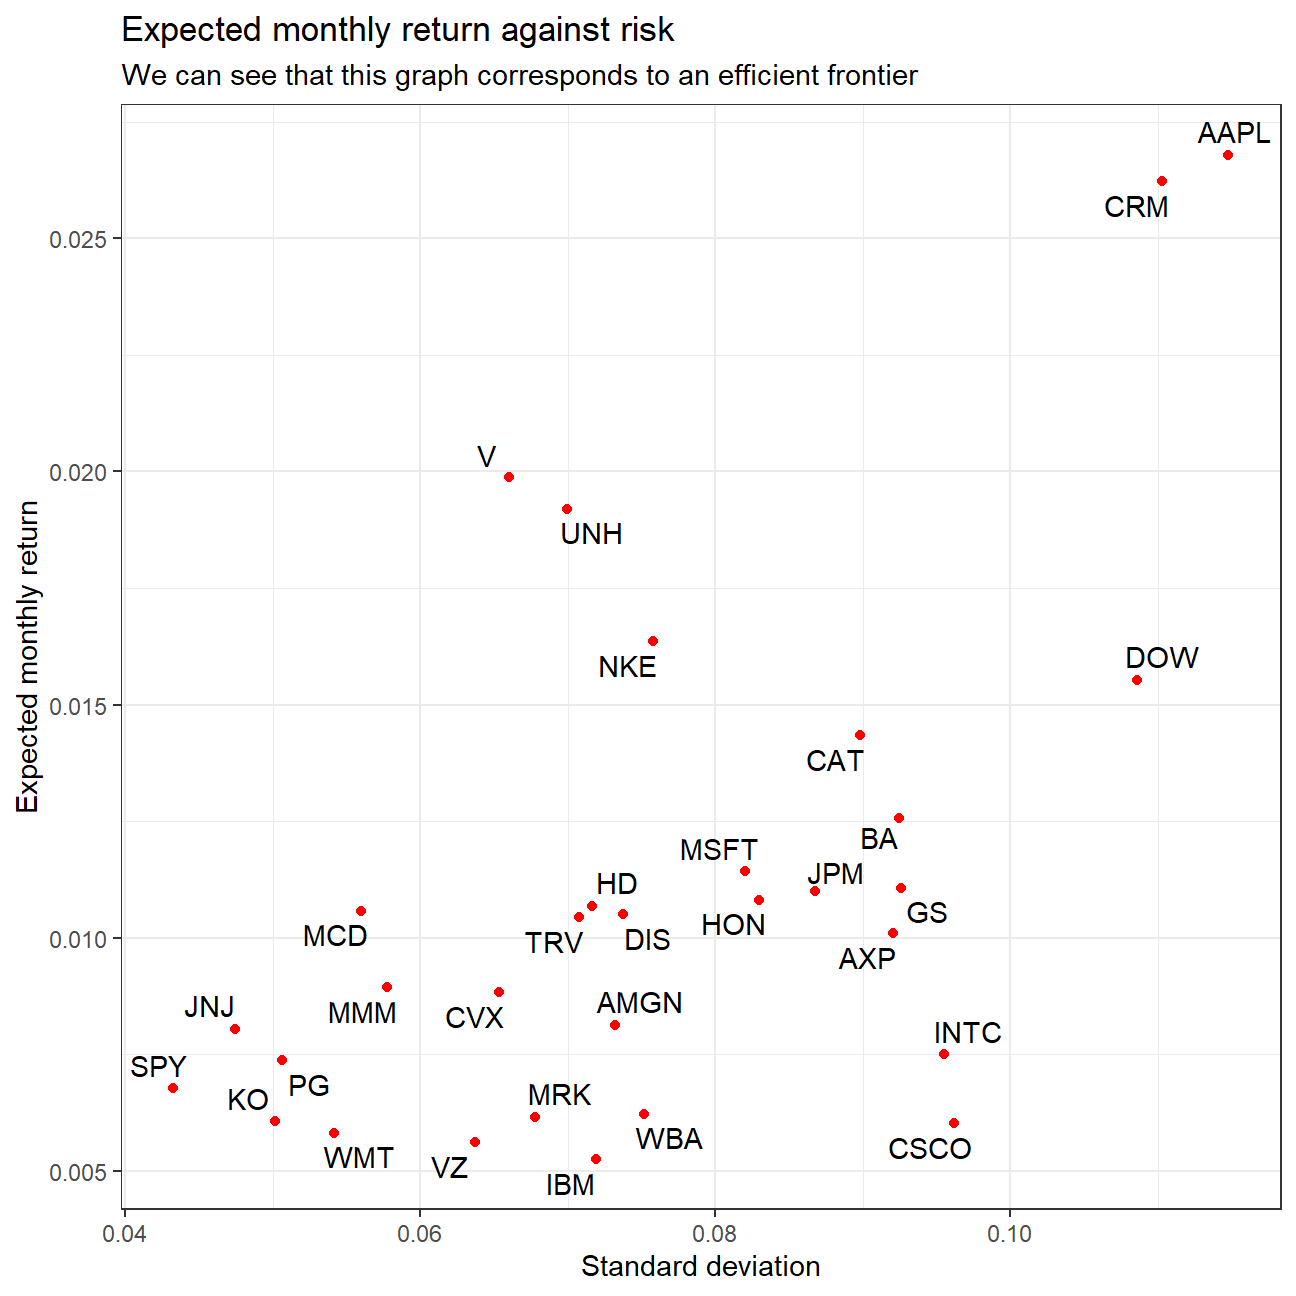 Expected monthly return against risk
We can see that this graph corresponds to an efficient frontier
AAPL
CRM
0.025
V
0.020
UNH
NKE
DOW
0.015
CAT
BA
MSFT
JPM
HD
GS
HON
MCD
0.010
TRV
DIS
AXP
JNJ
MMM
CVX
AMGN
INTC
SPY
PG
KO
MRK
WBA
CSCO
WMT
VZ
0.005
IBM
Expected monthly return
0.04
0.06
0.08
0.10
Standard deviation